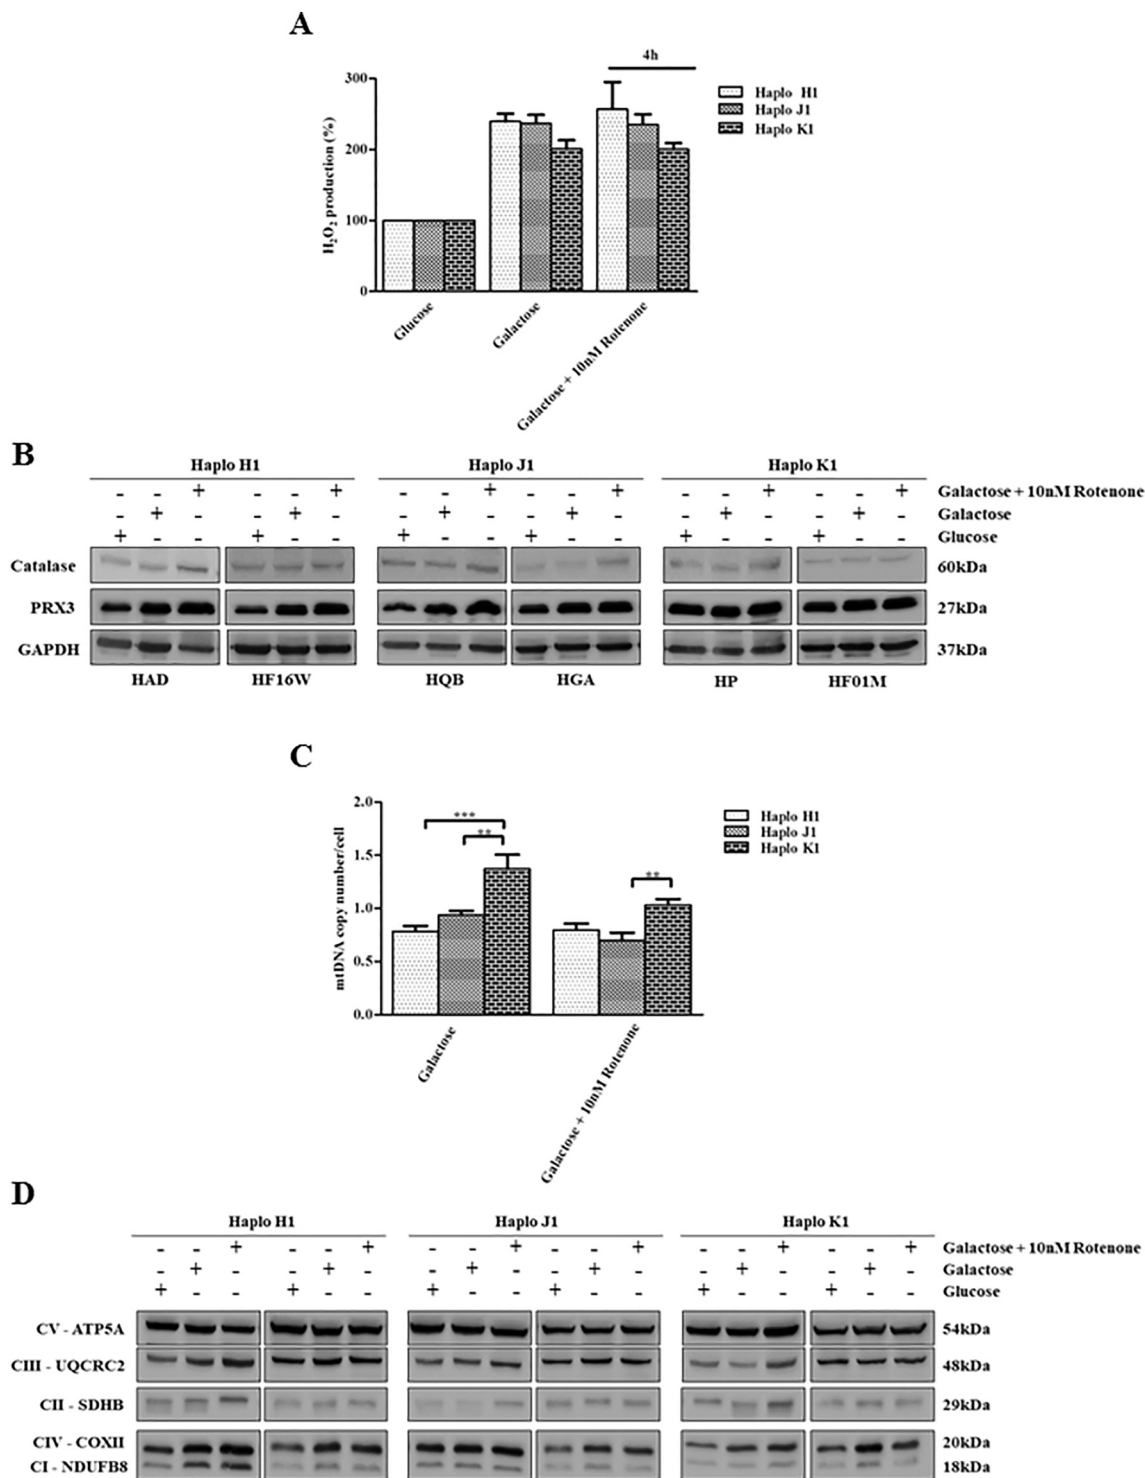 A
4h
300
200
100
0
H₂O₂ production (%)
Haplo H1
Haplo J1
Haplo K1
Glucose
Galactose
Galactose + 10nM Rotenone
B
Haplo H1 Haplo J1 Haplo K1
- - + - - + - - + - - + - - + - - + Galactose + 10nM Rotenone
- + - - + - - + - - + - - + - - + - Galactose
+ - - + - - + - - + - - + - - + - - Glucose
Catalase 60kDa
PRX3 27kDa
GAPDH 37kDa
HAD HF16W HQB HGA HP HF01M
C
2.0
1.5
1.0
0.5
0.0
mtDNA copy number/cell
***
**
**
Haplo H1
Haplo J1
Haplo K1
Galactose
Galactose + 10nM Rotenone
D
Haplo H1 Haplo J1 Haplo K1
- - + - - + - - + - - + - - + - - + Galactose + 10nM Rotenone
- + - - + - - + - - + - - + - - + - Galactose
+ - - + - - + - - + - - + - - + - - Glucose
CV - ATP5A 54kDa
CIII - UQCRC2 48kDa
CII - SDHB 29kDa
CIV - COXII 20kDa
CI - NDUFB8 18kDa